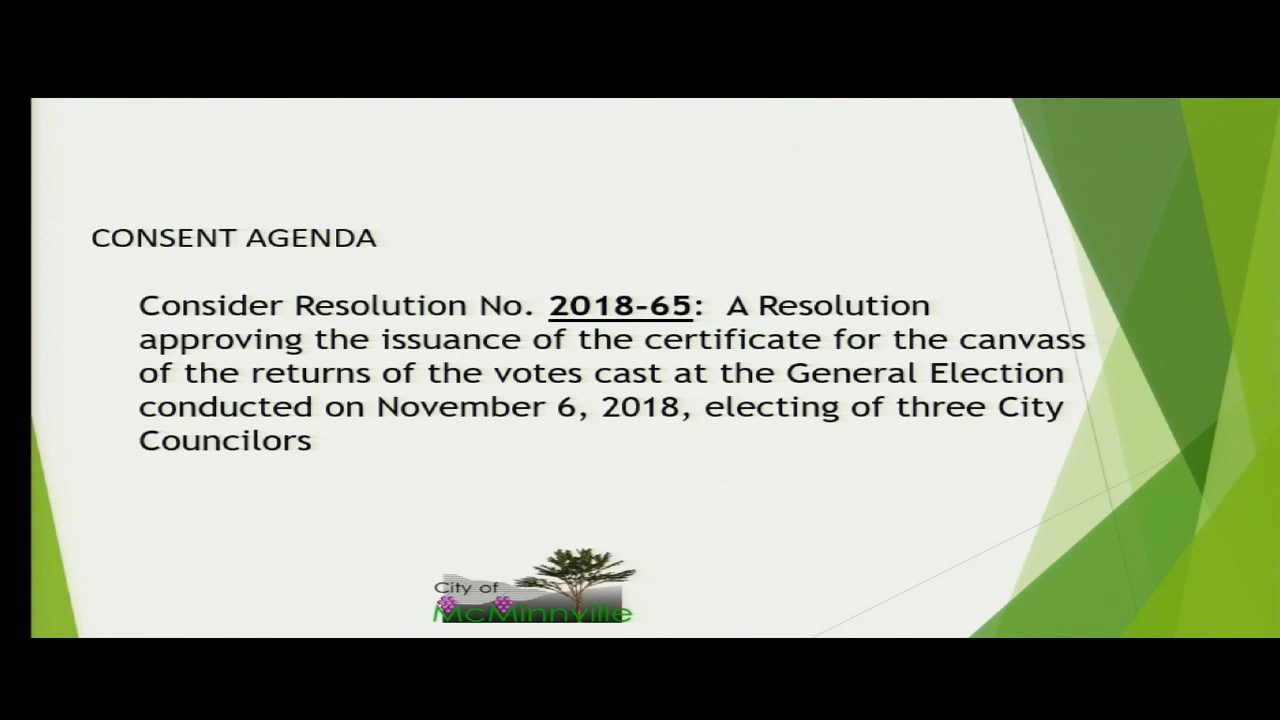 CONSENT AGENDA
Consider Resolution No. 2018-65: A Resolution
approving the issuance of the certificate for the canvass
of the returns of the votes cast at the General Election
conducted on November 6, 2018, electing of three City
Councilors
City of
McMinnville